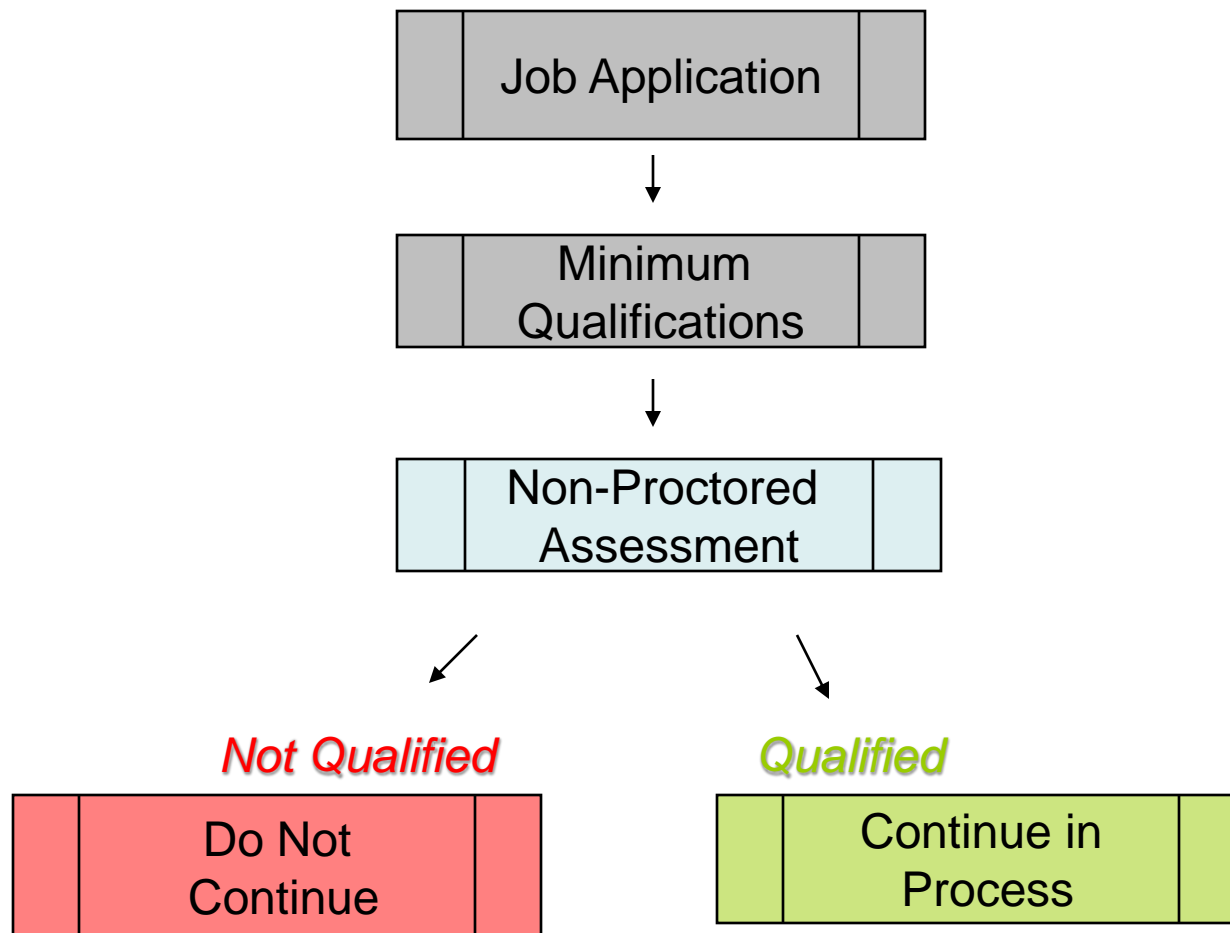 Job Application
Minimum
Qualifications
Non-Proctored
Assessment
Not Qualified
Qualified
Do Not
Continue
Continue in
Process